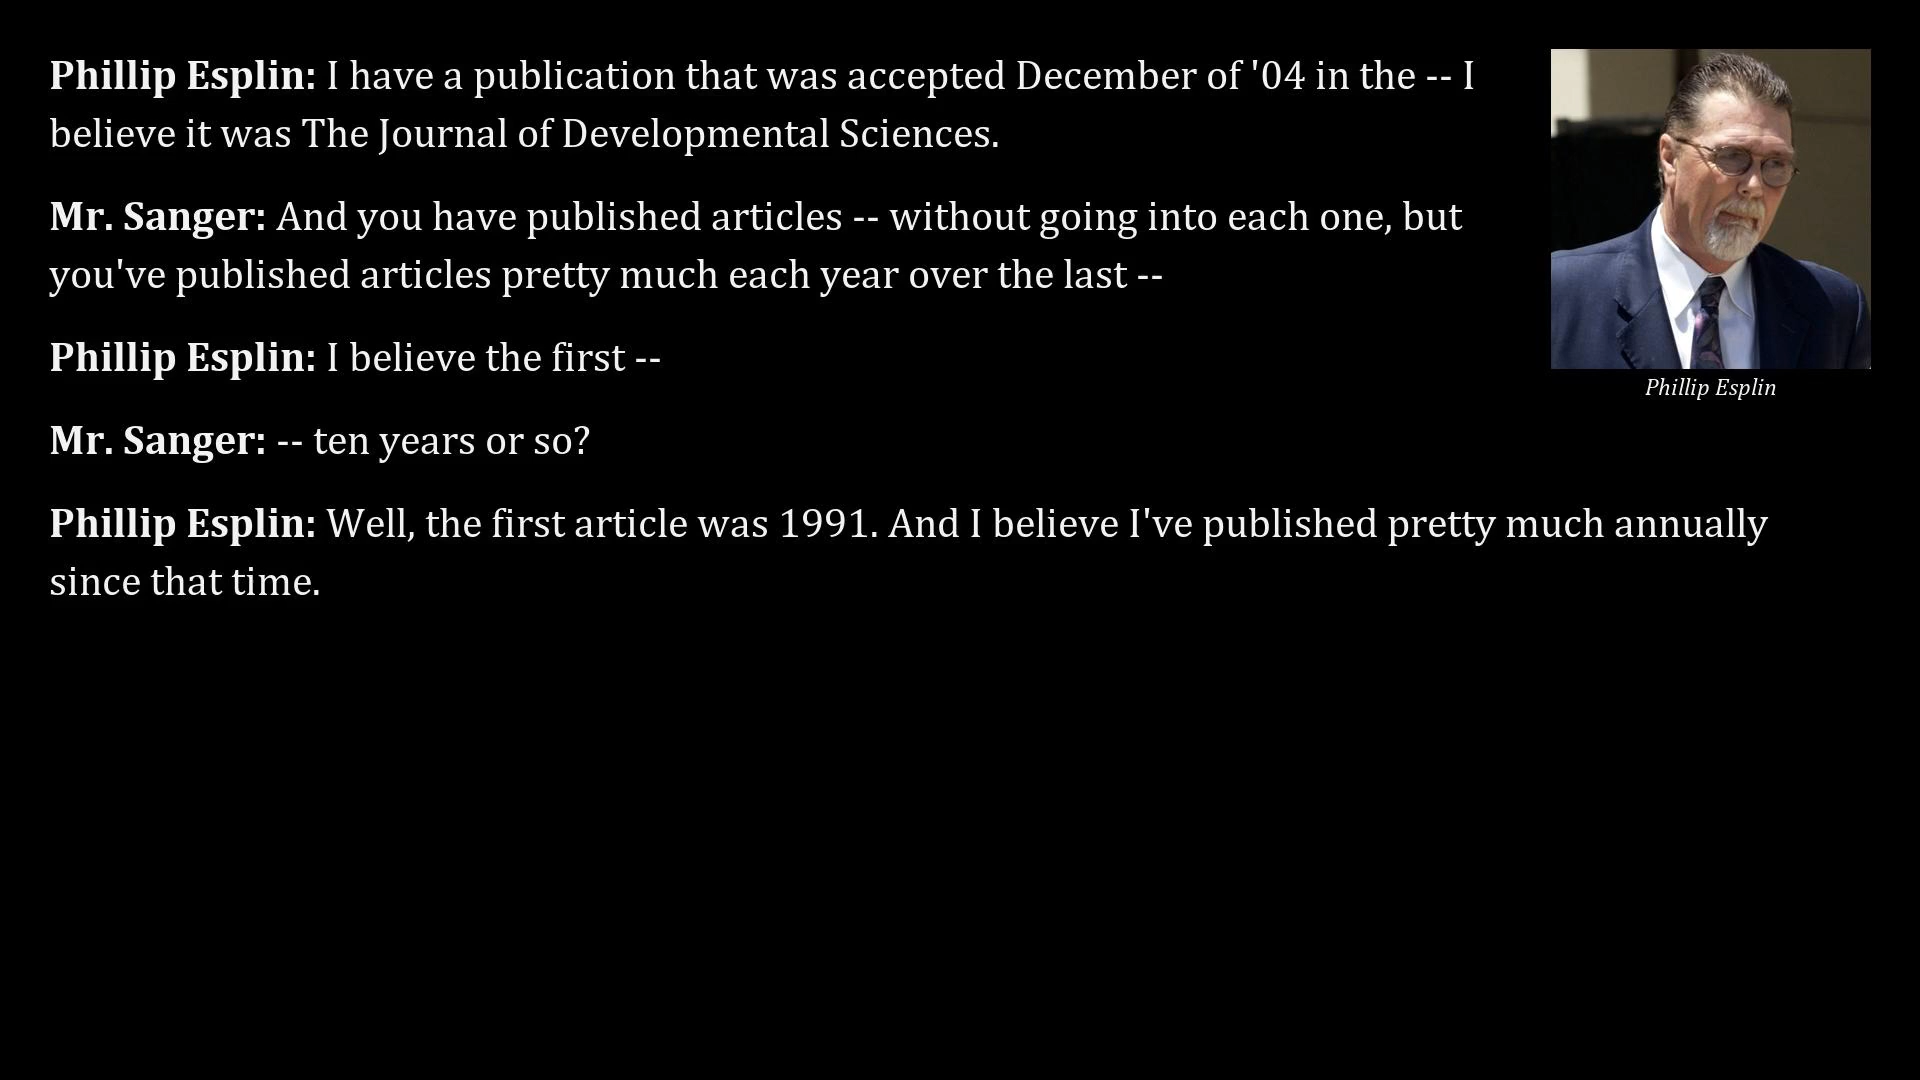 Phillip Esplin: I have a publication that was accepted December of '04 in the -- I
believe it was The Journal of Developmental Sciences.
Mr. Sanger: And you have published articles -- without going into each one, but
you've published articles pretty much each year over the last --
Phillip Esplin: I believe the first --
Mr. Sanger: -- ten years or so?
Phillip Esplin: Well, the first article was 1991. And I believe I've published pretty much annually
since that time.
Phillip Esplin